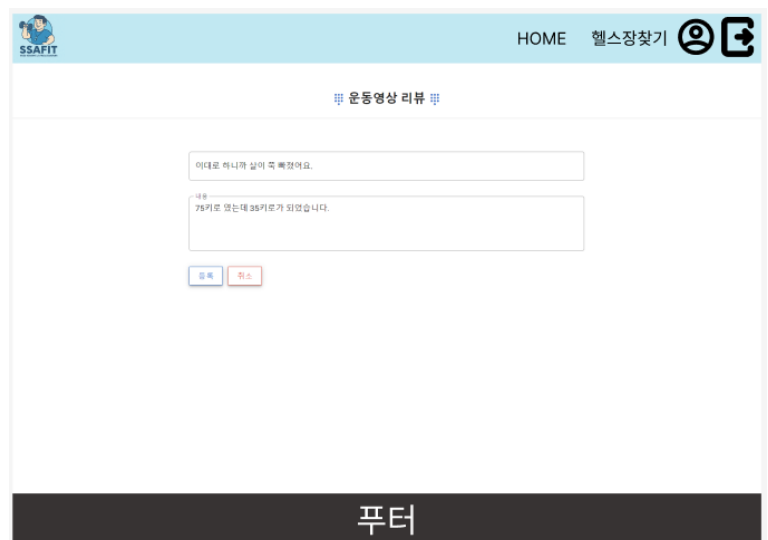 SSAFIT
HOME 헬스장찾기
운동영상 리뷰
이대로 하니까 살이 쭉 빠졌어요.
내용
75키로 였는데 35키로가 되었습니다.
등록 취소
푸터